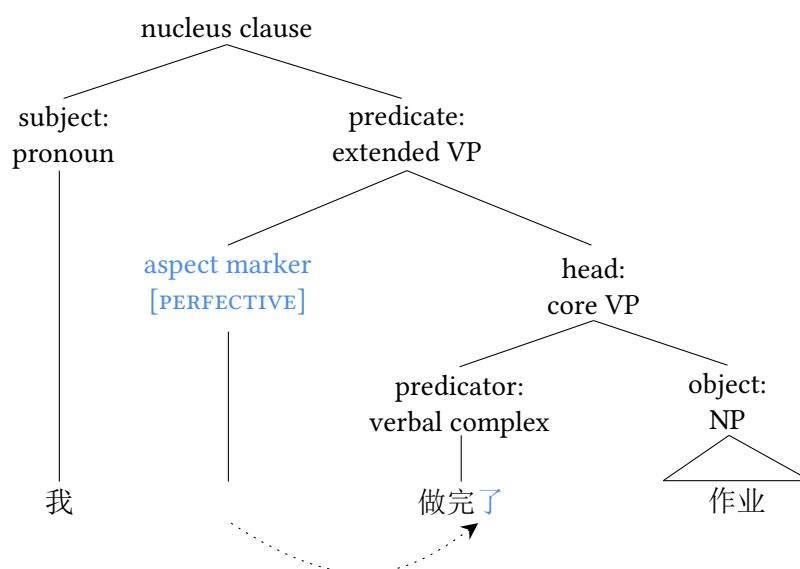 nucleus clause
subject:
pronoun
predicate:
extended VP
aspect marker
[PERFECTIVE]
head:
core VP
predicator:
verbal complex
object:
NP
我
做完了
作业